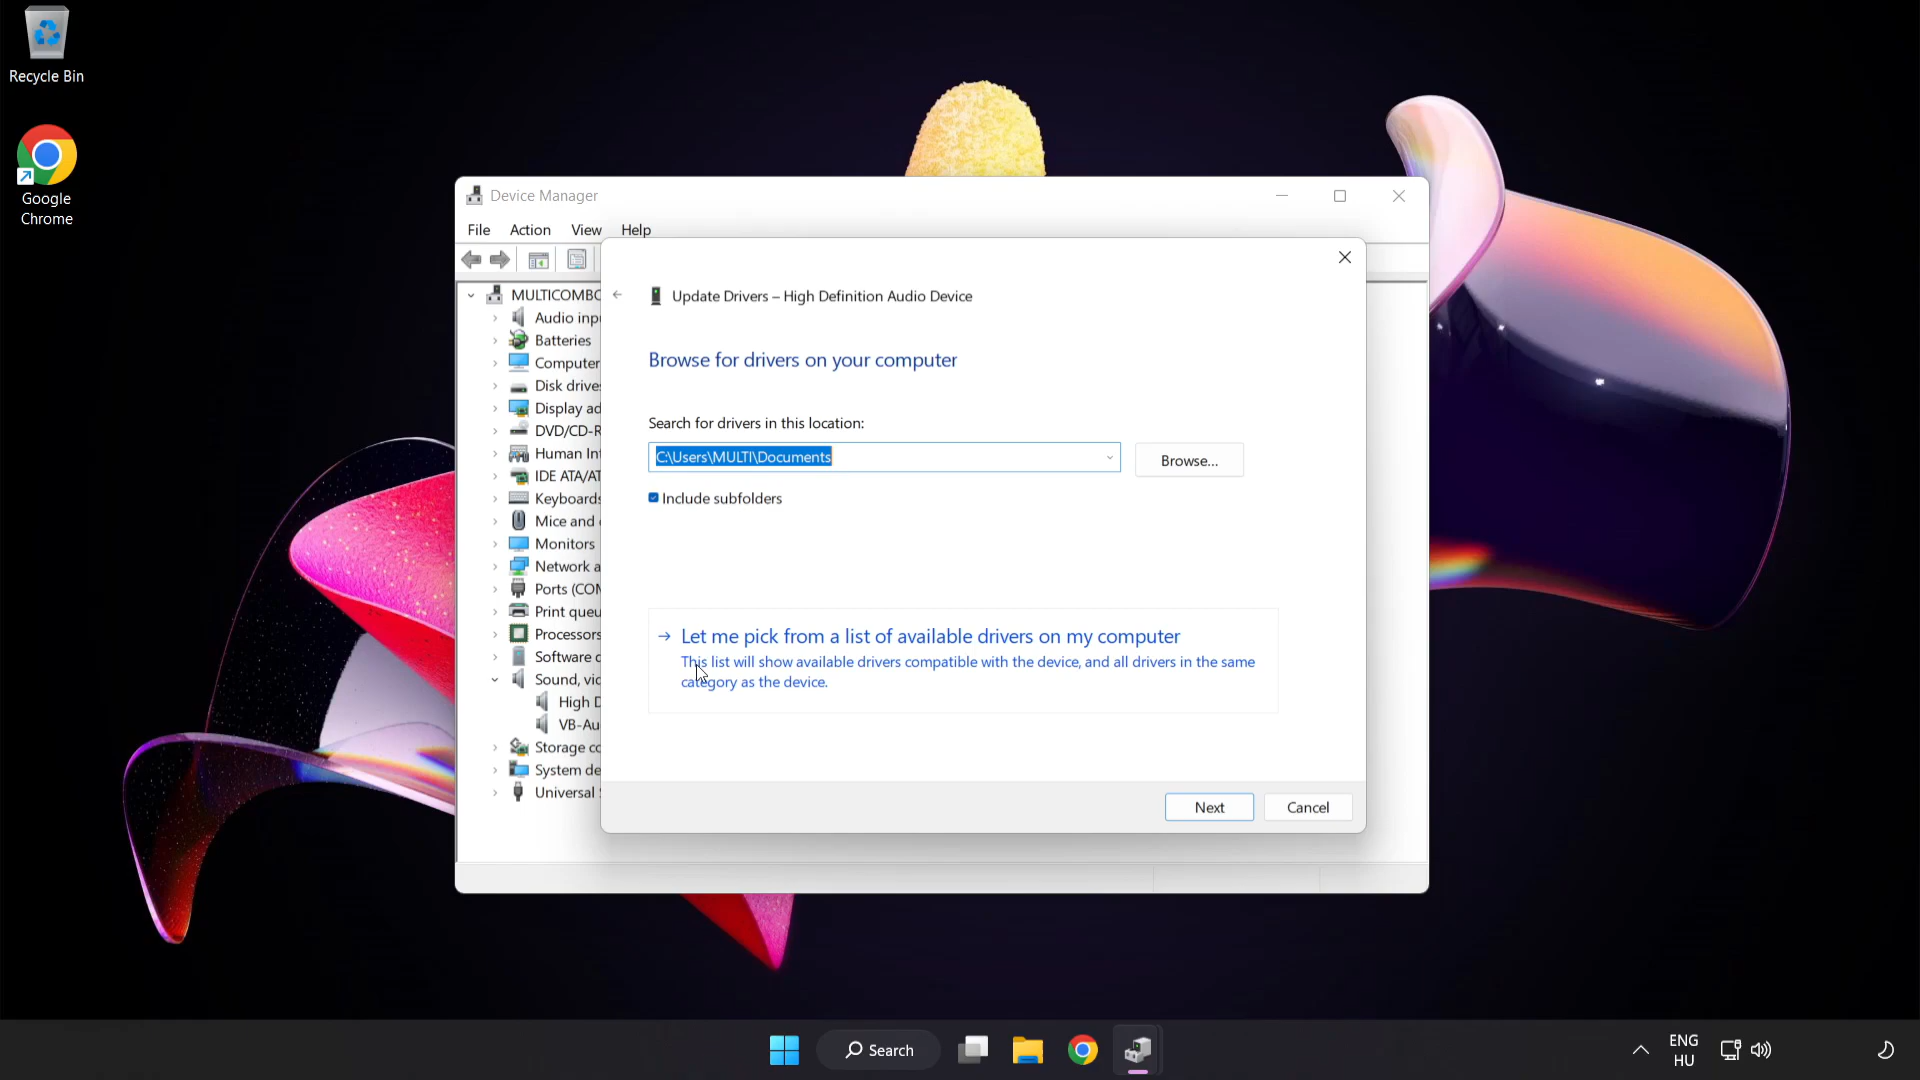 Recycle Bin
Google
Chrome
Device Manager
File Action View Help
MULTICOMBO
Audio inpu
Batteries
Computer
Disk drives
Display ad
DVD/CD-R
Human Int
IDE ATA/AT
Keyboards
Mice and
Monitors
Network a
Ports (COM
Print queu
Processors
Software d
Sound, vid
High D
VB-Au
Storage co
System de
Universal
Update Drivers – High Definition Audio Device
Browse for drivers on your computer
Search for drivers in this location:
C:\Users\MULTI\Documents
Browse...
Include subfolders
Let me pick from a list of available drivers on my computer
This list will show available drivers compatible with the device, and all drivers in the same
category as the device.
Next
Cancel
Search
ENG
HU